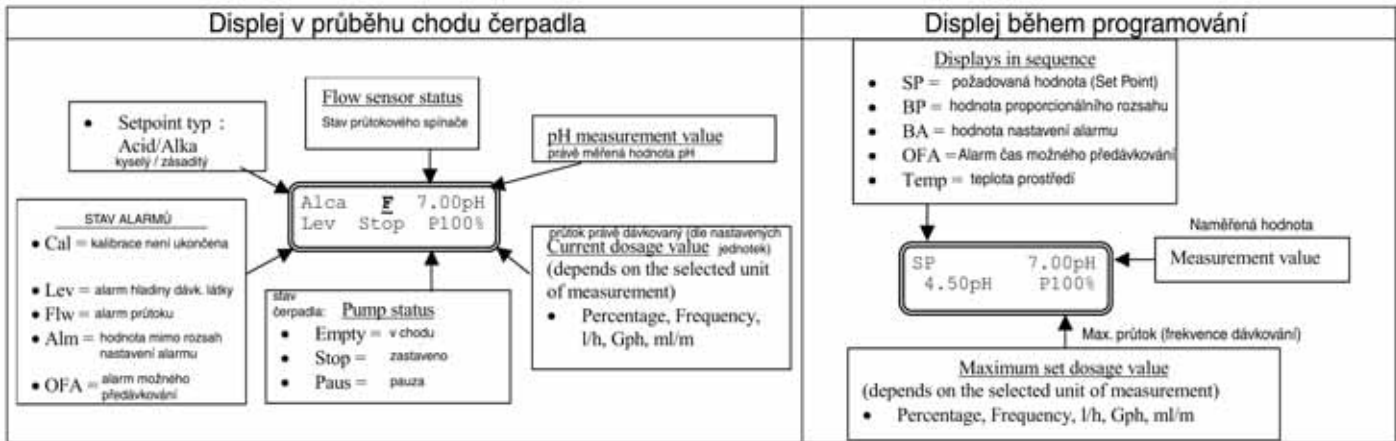 Displej v průběhu chodu čerpadla
Displej během programování
• Setpoint typ :
Acid/Alka
kyselý / zásaditý
Flow sensor status
Stav průtokového spínače
pH measurement value
právě měřená hodnota pH
Alca F 7.00pH
Lev Stop P100%
STAV ALARMŮ
• Cal = kalibrace není ukončena
• Lev = alarm hladiny dávk. látky
• Flw = alarm průtoku
• Alm = hodnota mimo rozsah
nastavení alarmu
• OFA = alarm možného
předávkování
stav
čerpadla: Pump status
• Empty = v chodu
• Stop = zastaveno
• Paus = pauza
průtok právě dávkovaný (dle nastavených
Current dosage value jednotek)
(depends on the selected unit
of measurement)
• Percentage, Frequency,
l/h, Gph, ml/m
Displays in sequence
• SP = požadovaná hodnota (Set Point)
• BP = hodnota proporcionálního rozsahu
• BA = hodnota nastavení alarmu
• OFA = Alarm čas možného předávkování
• Temp = teplota prostředí
SP 7.00pH
4.50pH P100%
Naměřená hodnota
Measurement value
Max. průtok (frekvence dávkování)
Maximum set dosage value
(depends on the selected unit of measurement)
• Percentage, Frequency, l/h, Gph, ml/m